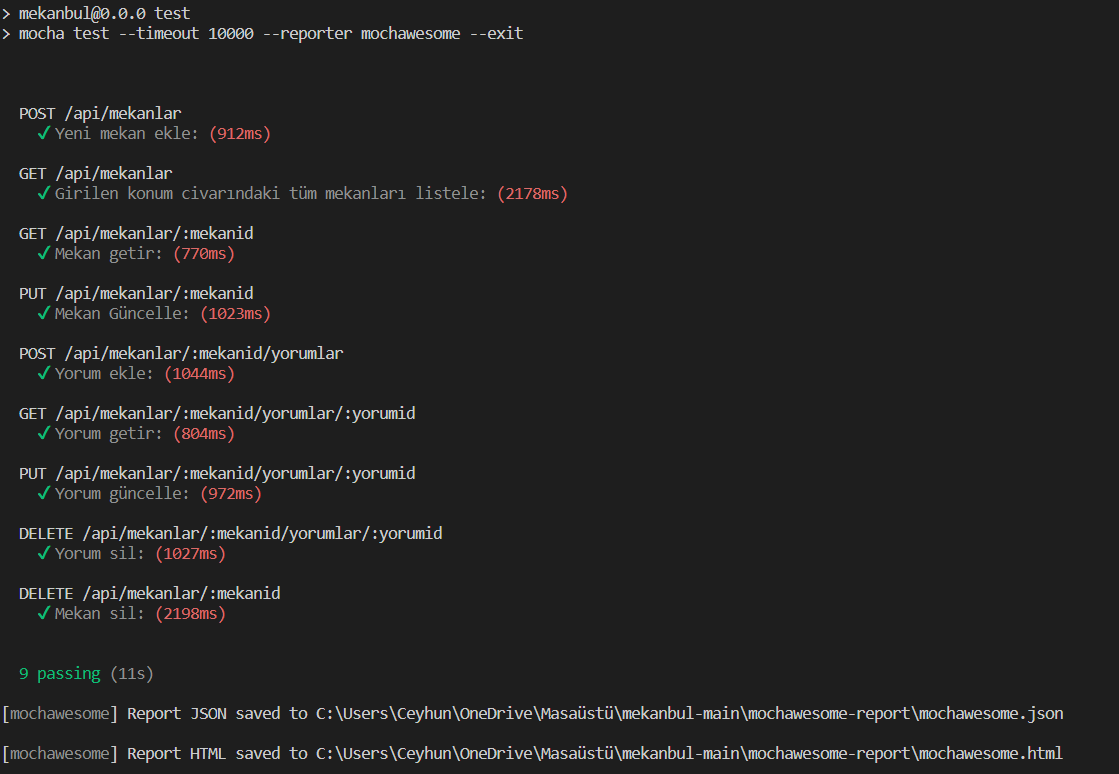 > mekanbul@0.0.0 test
> mocha test --timeout 10000 --reporter mochawesome --exit
POST /api/mekanlar
✓ Yeni mekan ekle: (912ms)
GET /api/mekanlar
✓ Girilen konum civarındaki tüm mekanları listele: (2178ms)
GET /api/mekanlar/:mekanid
✓ Mekan getir: (770ms)
PUT /api/mekanlar/:mekanid
✓ Mekan Güncelle: (1023ms)
POST /api/mekanlar/:mekanid/yorumlar
✓ Yorum ekle: (1044ms)
GET /api/mekanlar/:mekanid/yorumlar/:yorumid
✓ Yorum getir: (804ms)
PUT /api/mekanlar/:mekanid/yorumlar/:yorumid
✓ Yorum güncelle: (972ms)
DELETE /api/mekanlar/:mekanid/yorumlar/:yorumid
✓ Yorum sil: (1027ms)
DELETE /api/mekanlar/:mekanid
✓ Mekan sil: (2198ms)
9 passing (11s)
[mochawesome] Report JSON saved to C:\Users\Ceyhun\OneDrive\Masaüstü\mekanbul-main\mochawesome-report\mochawesome.json
[mochawesome] Report HTML saved to C:\Users\Ceyhun\OneDrive\Masaüstü\mekanbul-main\mochawesome-report\mochawesome.html